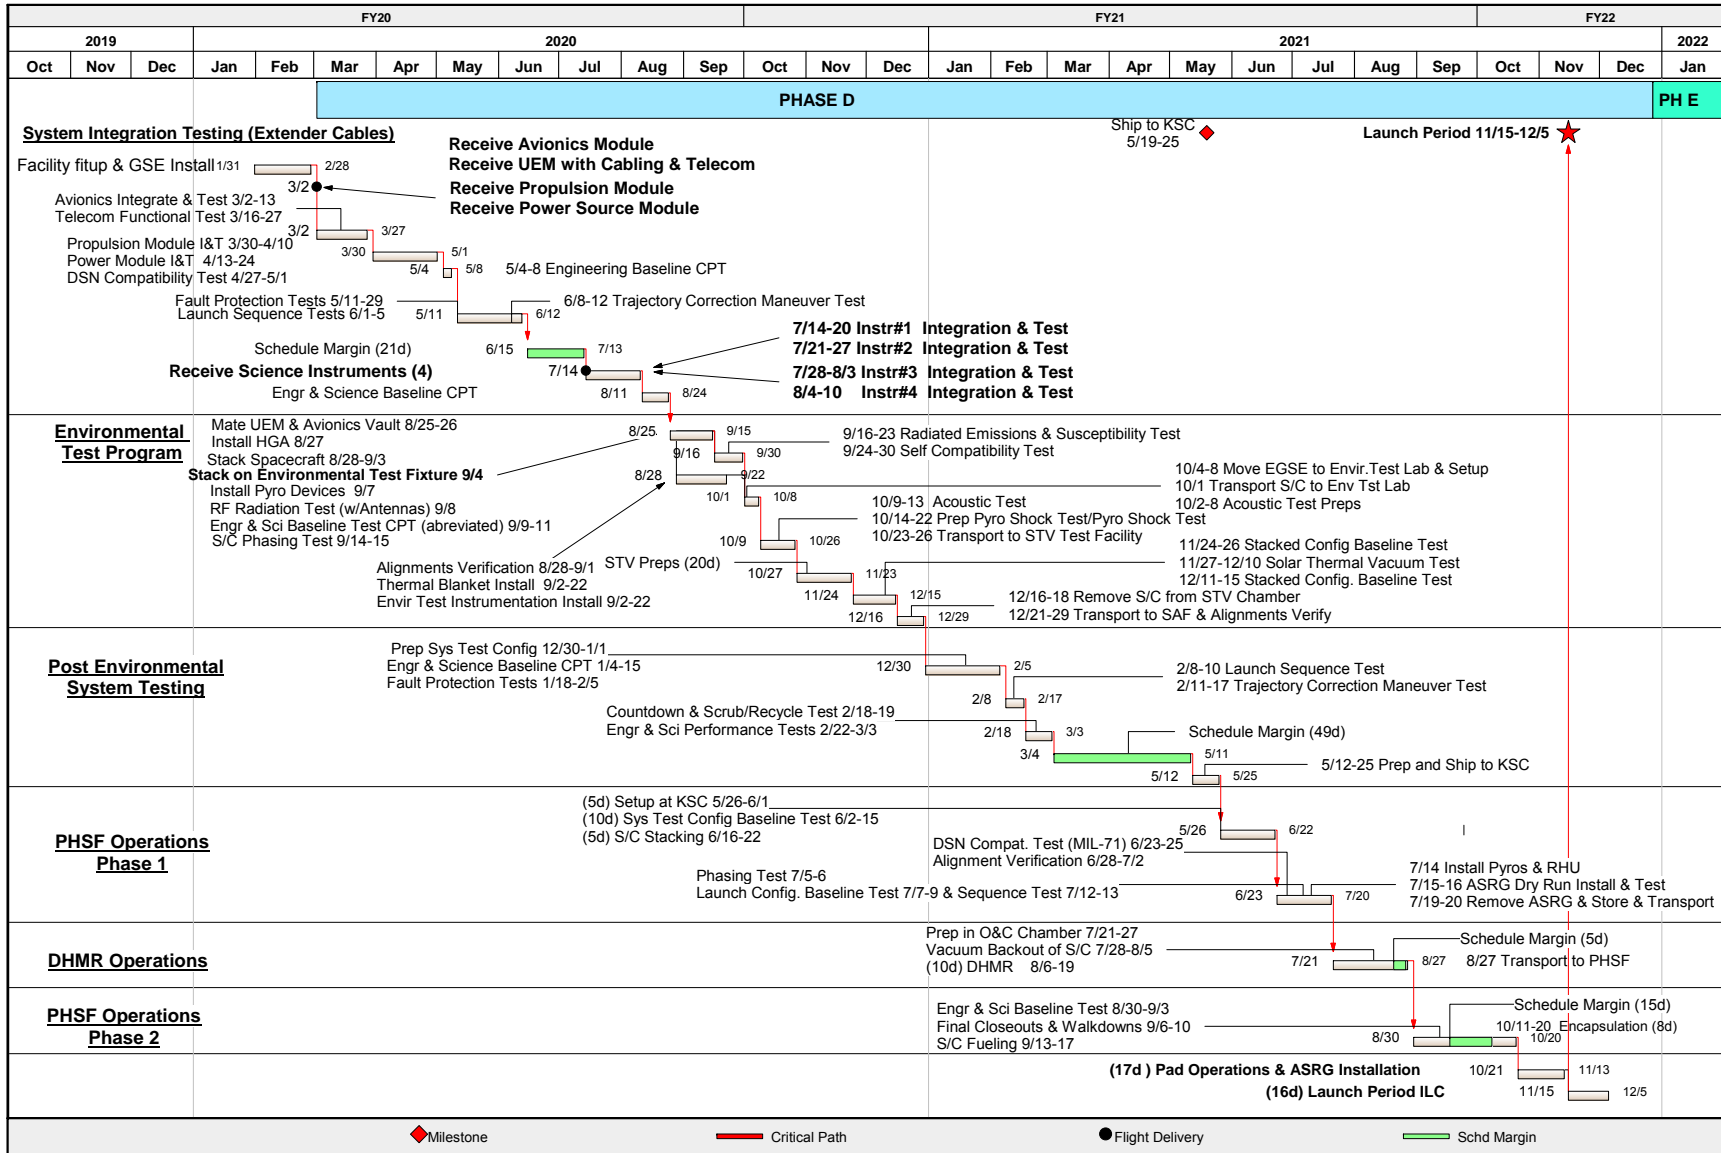 FY20 FY21 FY22
2019 2020 2021 2022
Oct Nov Dec Jan Feb Mar Apr May Jun Jul Aug Sep Oct Nov Dec Jan Feb Mar Apr May Jun Jul Aug Sep Oct Nov Dec Jan
PHASE D PH E
System Integration Testing (Extender Cables)
Ship to KSC
5/19-25
Launch Period 11/15-12/5
Receive Avionics Module
Receive UEM with Cabling & Telecom
Receive Propulsion Module
Receive Power Source Module
Facility fitup & GSE Install 1/31 2/28
3/2
Avionics Integrate & Test 3/2-13
Telecom Functional Test 3/16-27
3/2 3/27
Propulsion Module I&T 3/30-4/10
Power Module I&T 4/13-24
DSN Compatibility Test 4/27-5/1
3/30 5/1
5/4 5/8 5/4-8 Engineering Baseline CPT
Fault Protection Tests 5/11-29
Launch Sequence Tests 6/1-5
5/11 6/12
6/8-12 Trajectory Correction Maneuver Test
Schedule Margin (21d) 6/15 7/13
7/14-20 Instr#1 Integration & Test
7/21-27 Instr#2 Integration & Test
7/28-8/3 Instr#3 Integration & Test
8/4-10 Instr#4 Integration & Test
Receive Science Instruments (4) 7/14
Engr & Science Baseline CPT 8/11 8/24
Environmental
Test Program
Mate UEM & Avionics Vault 8/25-26
Install HGA 8/27
Stack Spacecraft 8/28-9/3
Stack on Environmental Test Fixture 9/4
Install Pyro Devices 9/7
RF Radiation Test (w/Antennas) 9/8
Engr & Sci Baseline Test CPT (abreviated) 9/9-11
S/C Phasing Test 9/14-15
8/25 9/15
9/16 9/30
9/16-23 Radiated Emissions & Susceptibility Test
9/24-30 Self Compatibility Test
8/28 9/22
10/1 10/8
10/4-8 Move EGSE to Envir.Test Lab & Setup
10/1 Transport S/C to Env Tst Lab
10/2-8 Acoustic Test Preps
10/9-13 Acoustic Test
10/14-22 Prep Pyro Shock Test/Pyro Shock Test
10/23-26 Transport to STV Test Facility
10/9 10/26
Alignments Verification 8/28-9/1
Thermal Blanket Install 9/2-22
Envir Test Instrumentation Install 9/2-22
STV Preps (20d)
10/27 11/23
11/24-26 Stacked Config Baseline Test
11/27-12/10 Solar Thermal Vacuum Test
12/11-15 Stacked Config. Baseline Test
11/24 12/15
12/16 12/29
12/16-18 Remove S/C from STV Chamber
12/21-29 Transport to SAF & Alignments Verify
Post Environmental
System Testing
Prep Sys Test Config 12/30-1/1
Engr & Science Baseline CPT 1/4-15
Fault Protection Tests 1/18-2/5
12/30 2/5
2/8-10 Launch Sequence Test
2/11-17 Trajectory Correction Maneuver Test
2/8 2/17
Countdown & Scrub/Recycle Test 2/18-19
Engr & Sci Performance Tests 2/22-3/3
2/18 3/3
Schedule Margin (49d)
3/4 5/11
5/12 5/25
5/12-25 Prep and Ship to KSC
PHSF Operations
Phase 1
(5d) Setup at KSC 5/26-6/1
(10d) Sys Test Config Baseline Test 6/2-15
(5d) S/C Stacking 6/16-22
5/26 6/22
DSN Compat. Test (MIL-71) 6/23-25
Alignment Verification 6/28-7/2
Phasing Test 7/5-6
Launch Config. Baseline Test 7/7-9 & Sequence Test 7/12-13
6/23 7/20
7/14 Install Pyros & RHU
7/15-16 ASRG Dry Run Install & Test
7/19-20 Remove ASRG & Store & Transport
DHMR Operations
Prep in O&C Chamber 7/21-27
Vacuum Backout of S/C 7/28-8/5
(10d) DHMR 8/6-19
7/21 8/27
Schedule Margin (5d)
8/27 Transport to PHSF
PHSF Operations
Phase 2
Engr & Sci Baseline Test 8/30-9/3
Final Closeouts & Walkdowns 9/6-10
S/C Fueling 9/13-17
8/30
Schedule Margin (15d)
10/11-20 Encapsulation (8d)
10/20
(17d ) Pad Operations & ASRG Installation 10/21 11/13
(16d) Launch Period ILC 11/15 12/5
Milestone Critical Path Flight Delivery Schd Margin